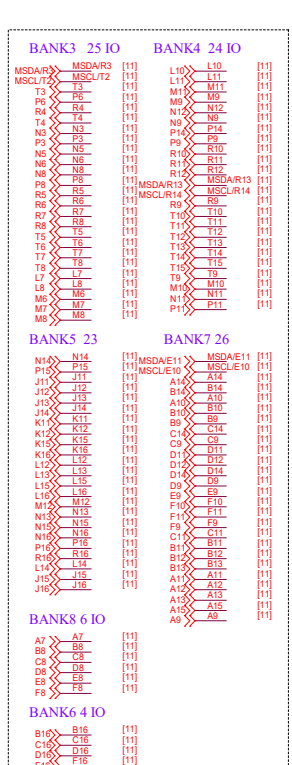 BANK3 25 IO
MSDA/R3 MSDA/R3 [11]
MSCL/T2 MSCL/T2 [11]
T3 T3 [11]
P6 P6 [11]
R4 R4 [11]
T4 T4 [11]
N3 N3 [11]
P3 P3 [11]
N5 N5 [11]
N6 N6 [11]
N8 N8 [11]
P8 P8 [11]
R5 R5 [11]
R6 R6 [11]
R7 R7 [11]
R8 R8 [11]
T5 T5 [11]
T6 T6 [11]
T7 T7 [11]
T8 T8 [11]
L7 L7 [11]
L8 L8 [11]
M6 M6 [11]
M7 M7 [11]
M8 M8 [11]
BANK4 24 IO
L10 L10 [11]
L11 L11 [11]
M11 M11 [11]
M9 M9 [11]
N12 N12 [11]
N9 N9 [11]
P14 P14 [11]
P9 P9 [11]
R10 R10 [11]
R11 R11 [11]
R12 R12 [11]
MSDA/R13 MSDA/R13 [11]
MSCL/R14 MSCL/R14 [11]
R9 R9 [11]
T10 T10 [11]
T11 T11 [11]
T12 T12 [11]
T13 T13 [11]
T14 T14 [11]
T15 T15 [11]
T9 T9 [11]
M10 M10 [11]
N11 N11 [11]
P11 P11 [11]
BANK5 23
N14 N14 [11]
P15 P15 [11]
J11 J11 [11]
J12 J12 [11]
J13 J13 [11]
J14 J14 [11]
K11 K11 [11]
K12 K12 [11]
K15 K15 [11]
K16 K16 [11]
L12 L12 [11]
L13 L13 [11]
L15 L15 [11]
L16 L16 [11]
M12 M12 [11]
N13 N13 [11]
N15 N15 [11]
N16 N16 [11]
P16 P16 [11]
R16 R16 [11]
L14 L14 [11]
J15 J15 [11]
J16 J16 [11]
BANK7 26
MSDA/E11 MSDA/E11 [11]
MSCL/E10 MSCL/E10 [11]
A14 A14 [11]
B14 B14 [11]
A10 A10 [11]
B10 B10 [11]
B9 B9 [11]
C14 C14 [11]
C9 C9 [11]
D11 D11 [11]
D12 D12 [11]
D14 D14 [11]
D9 D9 [11]
E9 E9 [11]
F10 F10 [11]
F11 F11 [11]
F9 F9 [11]
C11 C11 [11]
B11 B11 [11]
B12 B12 [11]
B13 B13 [11]
A11 A11 [11]
A12 A12 [11]
A13 A13 [11]
A15 A15 [11]
A9 A9 [11]
BANK8 6 IO
A7 A7 [11]
B8 B8 [11]
C8 C8 [11]
D8 D8 [11]
E8 E8 [11]
F8 F8 [11]
BANK6 4 IO
B16 B16 [11]
C16 C16 [11]
D16 D16 [11]
F16 [11]